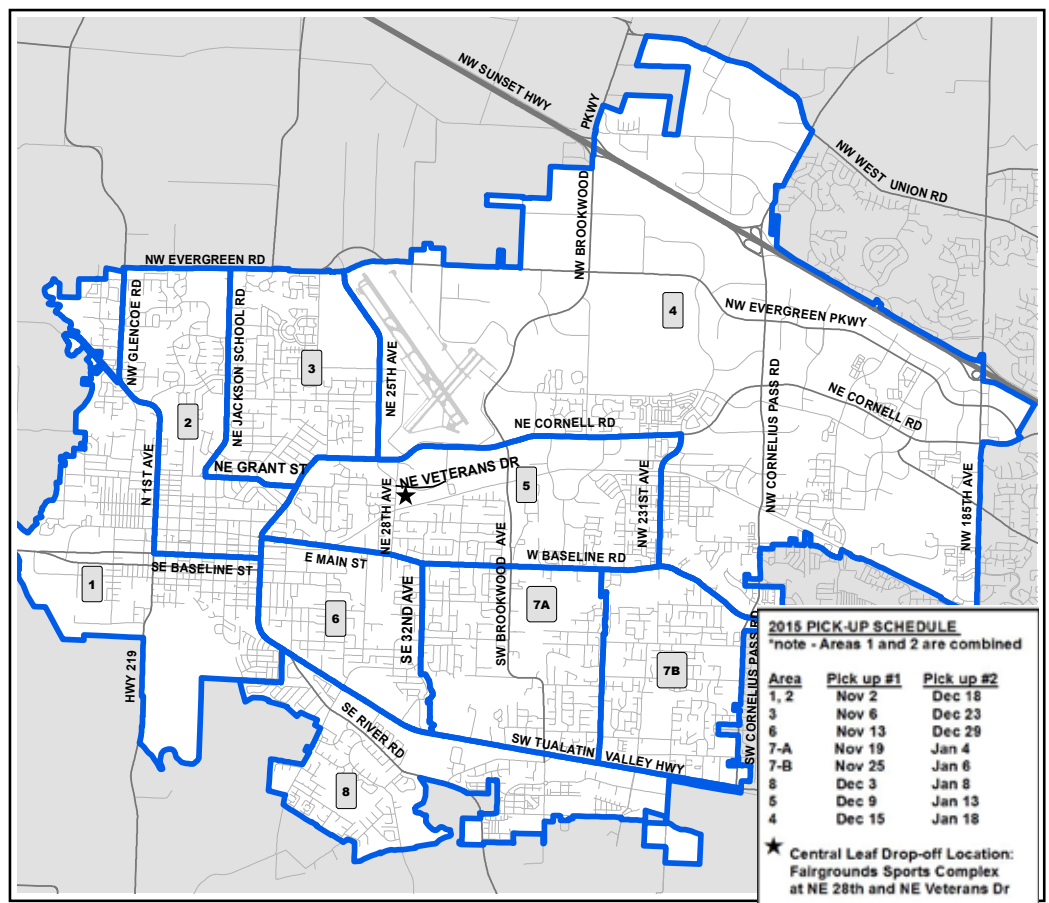 NW SUNSET HWY
PKWY
NW BROOKWOOD
NW WEST UNION RD
NW EVERGREEN RD
NW GLENCOE RD
NE JACKSON SCHOOL RD
3
NE 25TH AVE
4
NW EVERGREEN PKWY
NW CORNELIUS PASS RD
NE CORNELL RD
NE CORNELL RD
2
N 1ST AVE
NE GRANT ST
NE VETERANS DR
NE 28TH AVE
5
NW 231ST AVE
NW 185TH AVE
SE BASELINE ST
E MAIN ST
W BASELINE RD
1
6
SE 32ND AVE
SW BROOKWOOD AVE
7A
7B
SW CORNELIUS PASS RD
HWY 219
SE RIVER RD
SW TUALATIN VALLEY HWY
8
2015 PICK-UP SCHEDULE
*note - Areas 1 and 2 are combined
Area Pick up #1 Pick up #2
1, 2 Nov 2 Dec 18
3 Nov 6 Dec 23
6 Nov 13 Dec 29
7-A Nov 19 Jan 4
7-B Nov 25 Jan 6
8 Dec 3 Jan 8
5 Dec 9 Jan 13
4 Dec 15 Jan 18
Central Leaf Drop-off Location:
Fairgrounds Sports Complex
at NE 28th and NE Veterans Dr